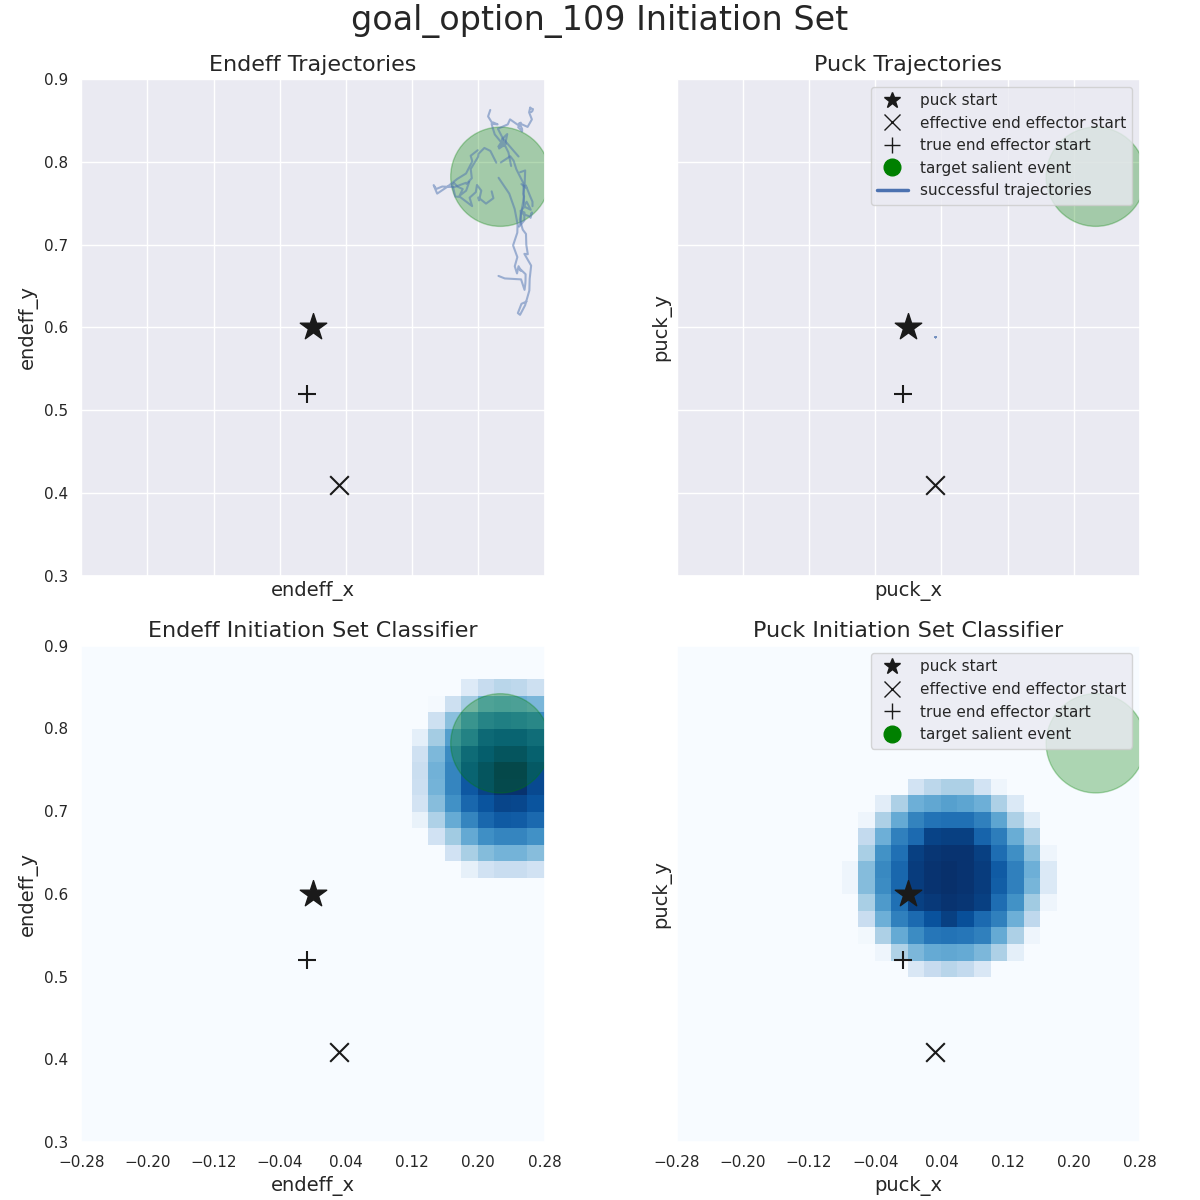 goal_option_109 Initiation Set
Endeff Trajectories
0.9
0.8
0.7
0.6
0.5
0.4
0.3
endeff_y
endeff_x
Puck Trajectories
puck start
effective end effector start
true end effector start
target salient event
successful trajectories
puck_y
puck_x
Endeff Initiation Set Classifier
0.9
0.8
0.7
0.6
0.5
0.4
0.3
endeff_y
−0.28 −0.20 −0.12 −0.04 0.04 0.12 0.20 0.28
endeff_x
Puck Initiation Set Classifier
puck start
effective end effector start
true end effector start
target salient event
puck_y
−0.28 −0.20 −0.12 −0.04 0.04 0.12 0.20 0.28
puck_x